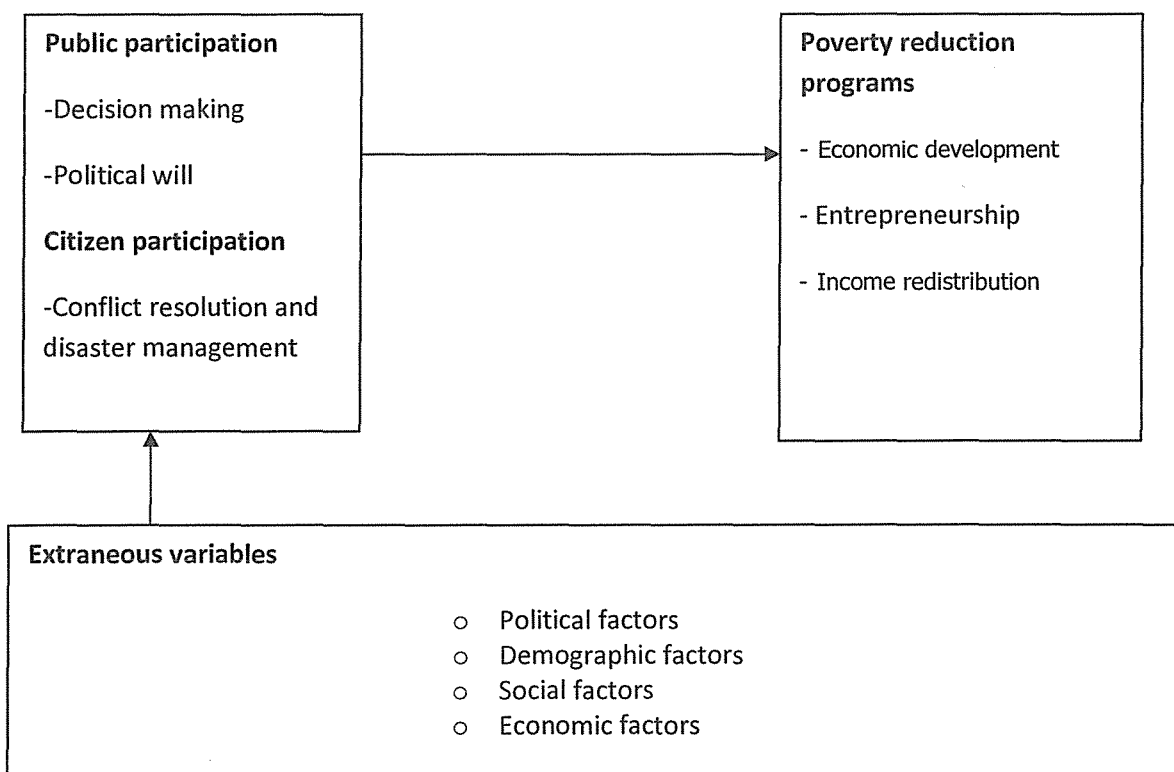 Public participation
-Decision making
-Political will
Citizen participation
-Conflict resolution and
disaster management
Poverty reduction
programs
- Economic development
- Entrepreneurship
- Income redistribution
Extraneous variables
o Political factors
o Demographic factors
o Social factors
o Economic factors